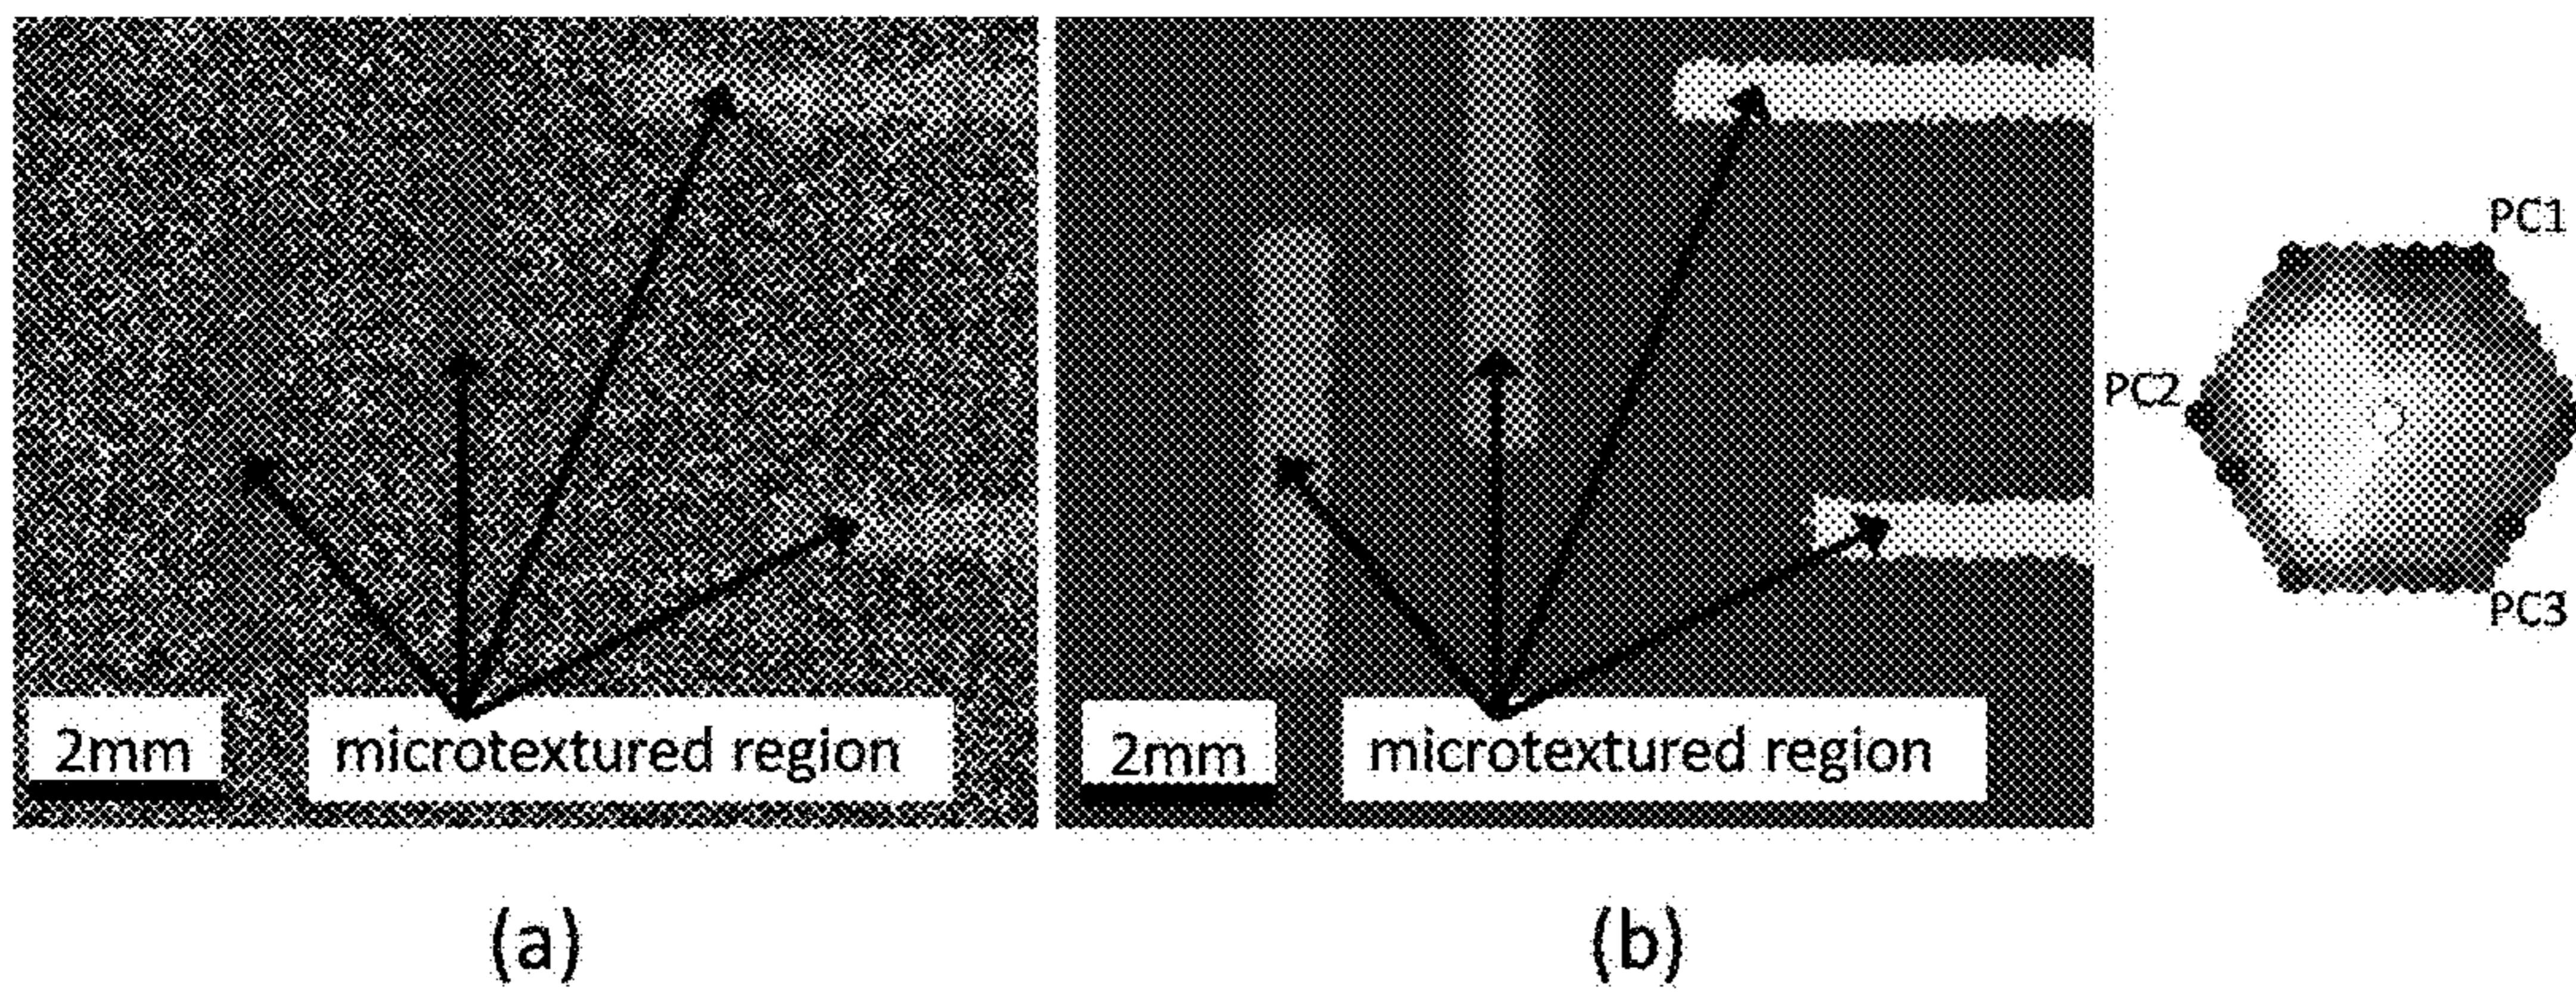 2mm
microtextured region
2mm
microtextured region
PC1
PC2
PC3
(a)
(b)